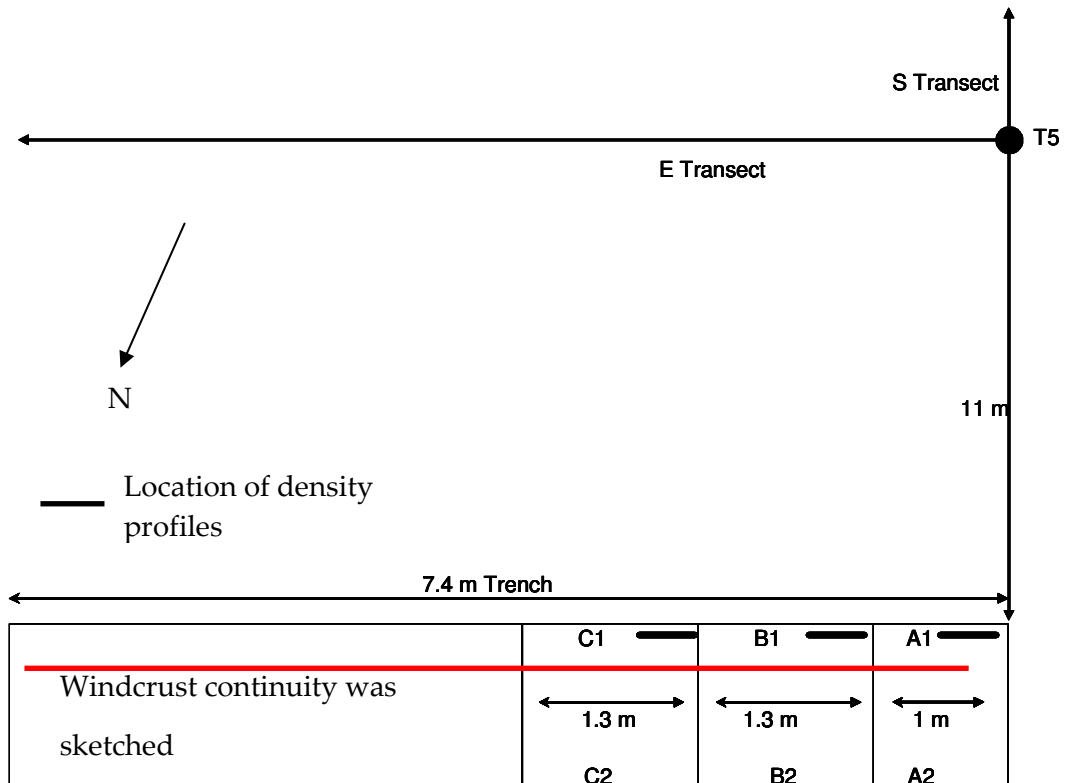 S Transect
T5
E Transect
N
11 m
Location of density
profiles
7.4 m Trench
C1
B1
A1
Windcrust continuity was
sketched
1.3 m
1.3 m
1 m
C2
B2
A2